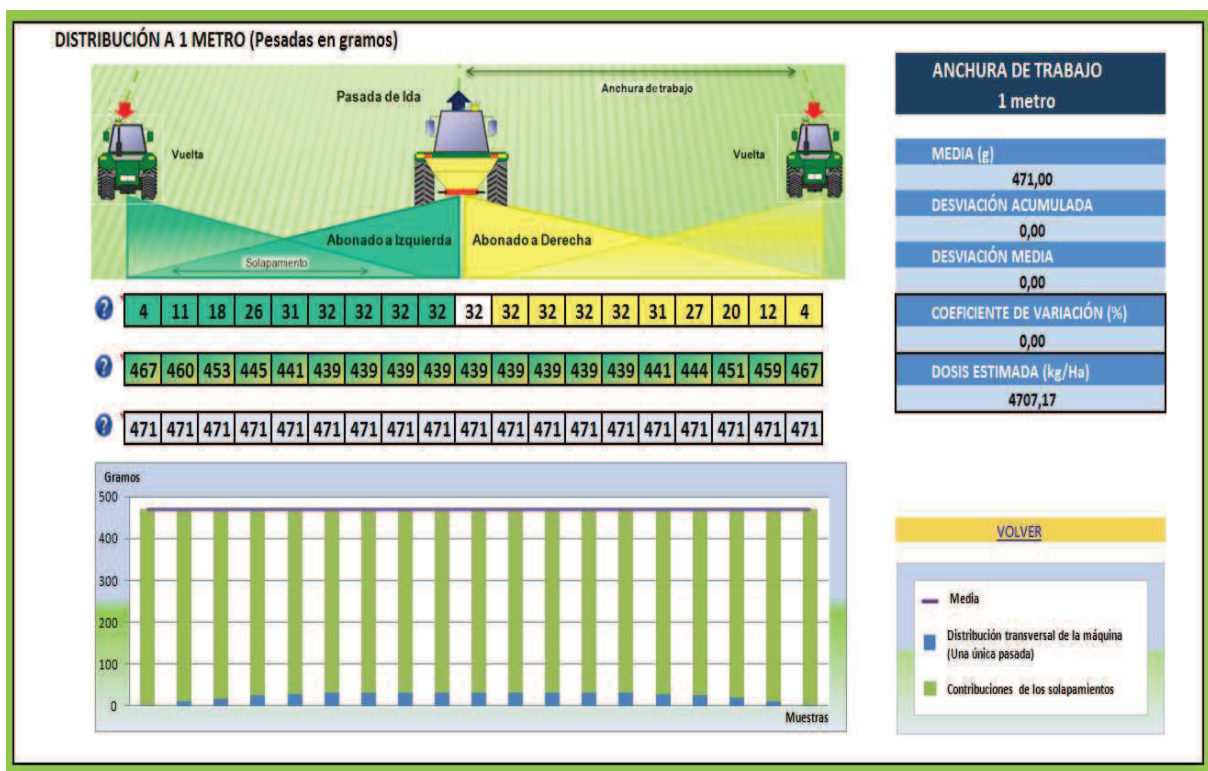 DISTRIBUCIÓN A 1 METRO (Pesadas en gramos)
Pasada de Ida
Anchura de trabajo
Vuelta
Vuelta
Abonado a Izquierda
Abonado a Derecha
Solapamiento
? 4 11 18 26 31 32 32 32 32 32 32 32 32 32 31 27 20 12 4
? 467 460 453 445 441 439 439 439 439 439 439 439 439 439 441 444 451 459 467
? 471 471 471 471 471 471 471 471 471 471 471 471 471 471 471 471 471 471 471
Gramos
500
400
300
200
100
0
Muestras
ANCHURA DE TRABAJO
1 metro
MEDIA (g)
471,00
DESVIACIÓN ACUMULADA
0,00
DESVIACIÓN MEDIA
0,00
COEFICIENTE DE VARIACIÓN (%)
0,00
DOSIS ESTIMADA (kg/Ha)
4707,17
VOLVER
Media
Distribución transversal de la máquina
(Una única pasada)
Contribuciones de los solapamientos